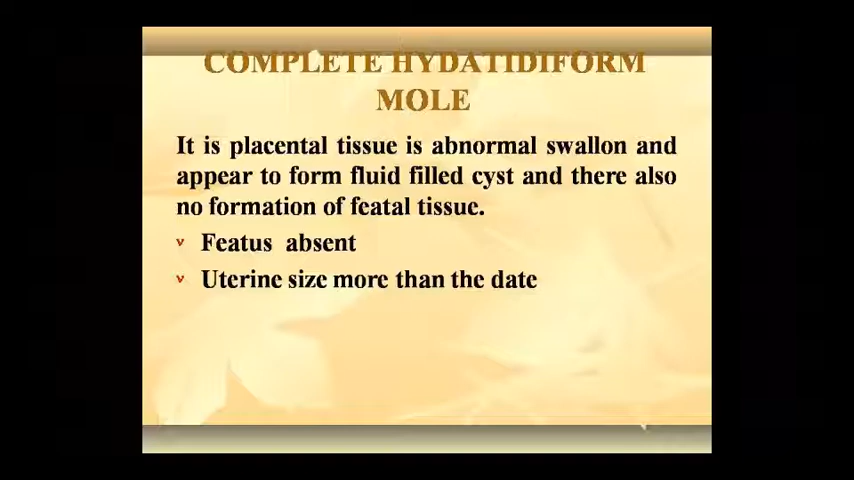 COMPLETE HYDATIDIFORM
MOLE
It is placental tissue is abnormal swallon and
appear to form fluid filled cyst and there also
no formation of featal tissue.
v Featus absent
v Uterine size more than the date